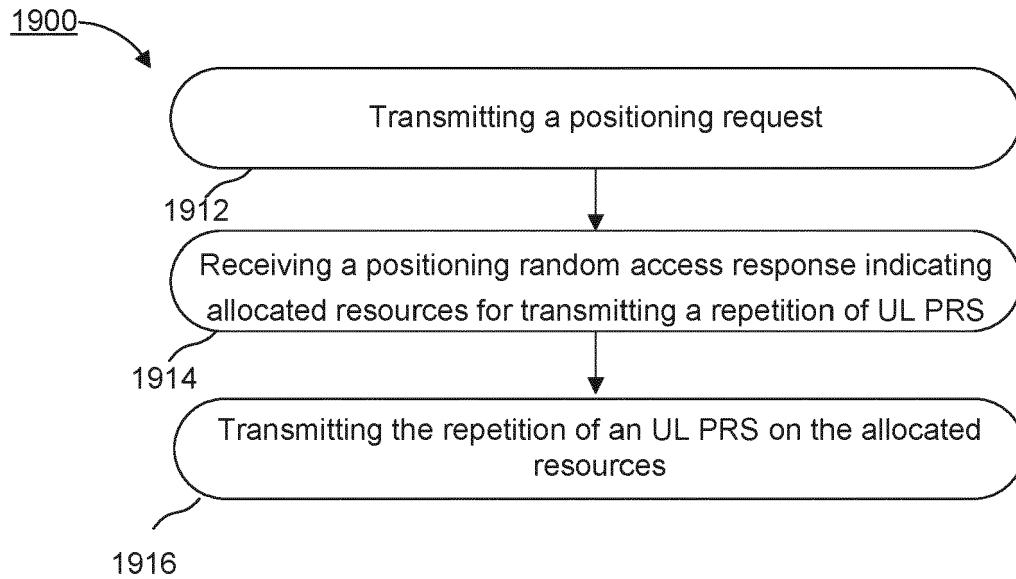 1900
Transmitting a positioning request
1912
Receiving a positioning random access response indicating
allocated resources for transmitting a repetition of UL PRS
1914
Transmitting the repetition of an UL PRS on the allocated
resources
1916